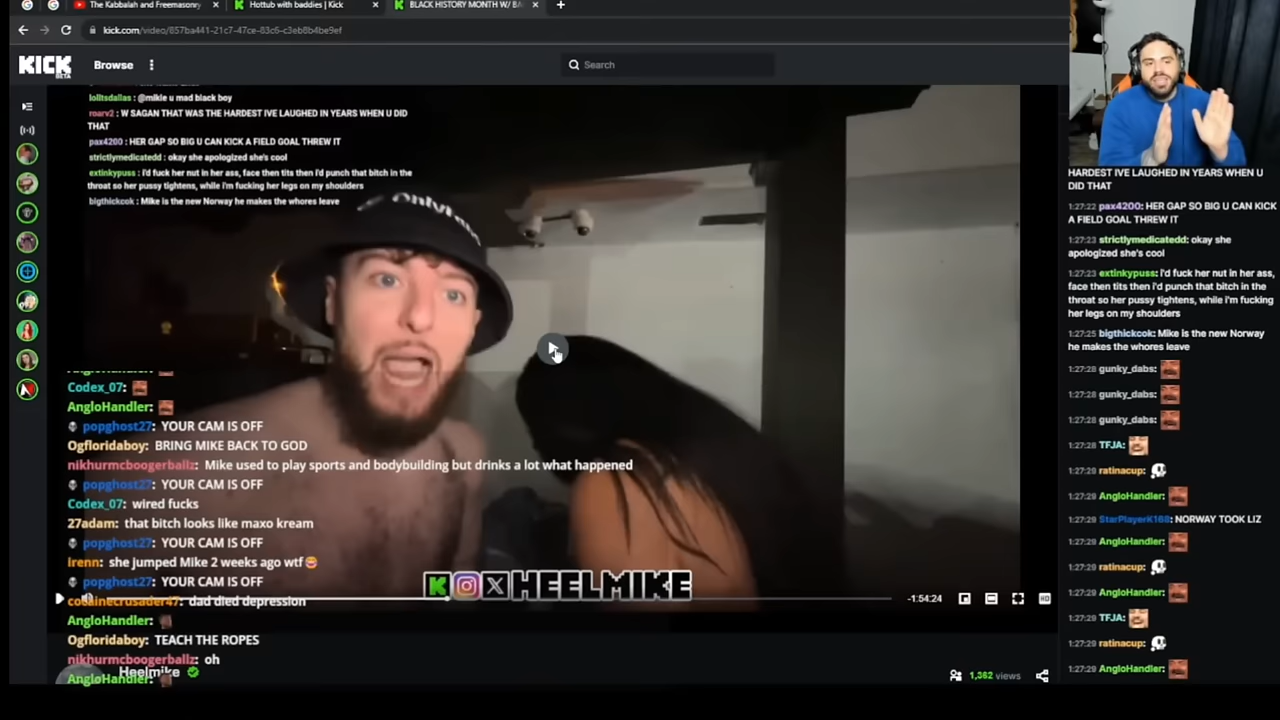 The Kabbalah and Freemasonry
Hottub with baddies | Kick
BLACK HISTORY MONTH W/ BA
kick.com/video/857ba441-21c7-47ce-83c6-c3eb8b4be9ef
KICK
BETA
Browse
Search
lolitsdallas : @mikle u mad black boy
roarv2 : W SAGAN THAT WAS THE HARDEST IVE LAUGHED IN YEARS WHEN U DID
THAT
pax4200 : HER GAP SO BIG U CAN KICK A FIELD GOAL THREW IT
strictlymedicatedd : okay she apologized she's cool
extinkypuss : i'd fuck her nut in her ass, face then tits then i'd punch that bitch in the
throat so her pussy tightens, while i'm fucking her legs on my shoulders
bigthickcok : Mike is the new Norway he makes the whores leave
OnlyFans
AngloHandler:
Codex_07:
AngloHandler:
popghost27: YOUR CAM IS OFF
Ogfloridaboy: BRING MIKE BACK TO GOD
nikhurmcboogerballz: Mike used to play sports and bodybuilding but drinks a lot what happened
popghost27: YOUR CAM IS OFF
Codex_07: wired fucks
27adam: that bitch looks like maxo kream
popghost27: YOUR CAM IS OFF
Irenn: she jumped Mike 2 weeks ago wtf
popghost27: YOUR CAM IS OFF
cocainecrusader47: dad died depression
AngloHandler:
Ogfloridaboy: TEACH THE ROPES
nikhurmcboogerballz: oh
AngloHandler:
K X HEELMIKE
-1:54:24
HD
Heelmike
1,362 views
HARDEST IVE LAUGHED IN YEARS WHEN U
DID THAT
1:27:22 pax4200: HER GAP SO BIG U CAN KICK
A FIELD GOAL THREW IT
1:27:23 strictlymedicatedd: okay she
apologized she's cool
1:27:23 extinkypuss: i'd fuck her nut in her ass,
face then tits then i'd punch that bitch in the
throat so her pussy tightens, while i'm fucking
her legs on my shoulders
1:27:25 bigthickcok: Mike is the new Norway
he makes the whores leave
1:27:28 gunky_dabs:
1:27:28 gunky_dabs:
1:27:28 gunky_dabs:
1:27:28 TFJA:
1:27:29 ratinacup:
1:27:29 AngloHandler:
1:27:29 StarPlayerK168: NORWAY TOOK LIZ
1:27:29 AngloHandler:
1:27:29 ratinacup:
1:27:29 AngloHandler:
1:27:29 TFJA:
1:27:29 ratinacup:
1:27:29 AngloHandler: